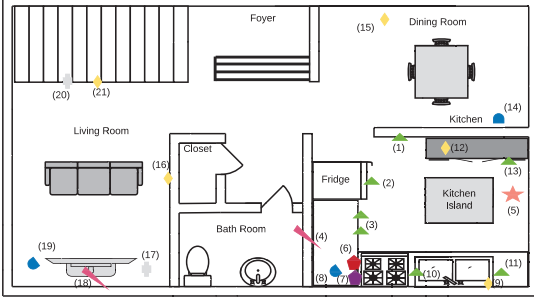 Foyer
Dining Room
(15)
(20)
(21)
(14)
Kitchen
Living Room
Closet
(1)
(12)
(13)
(16)
Fridge
(2)
Kitchen
Island
(5)
(3)
Bath Room
(4)
(19)
(17)
(6)
(18)
(8)
(7)
(10)
(11)
(9)